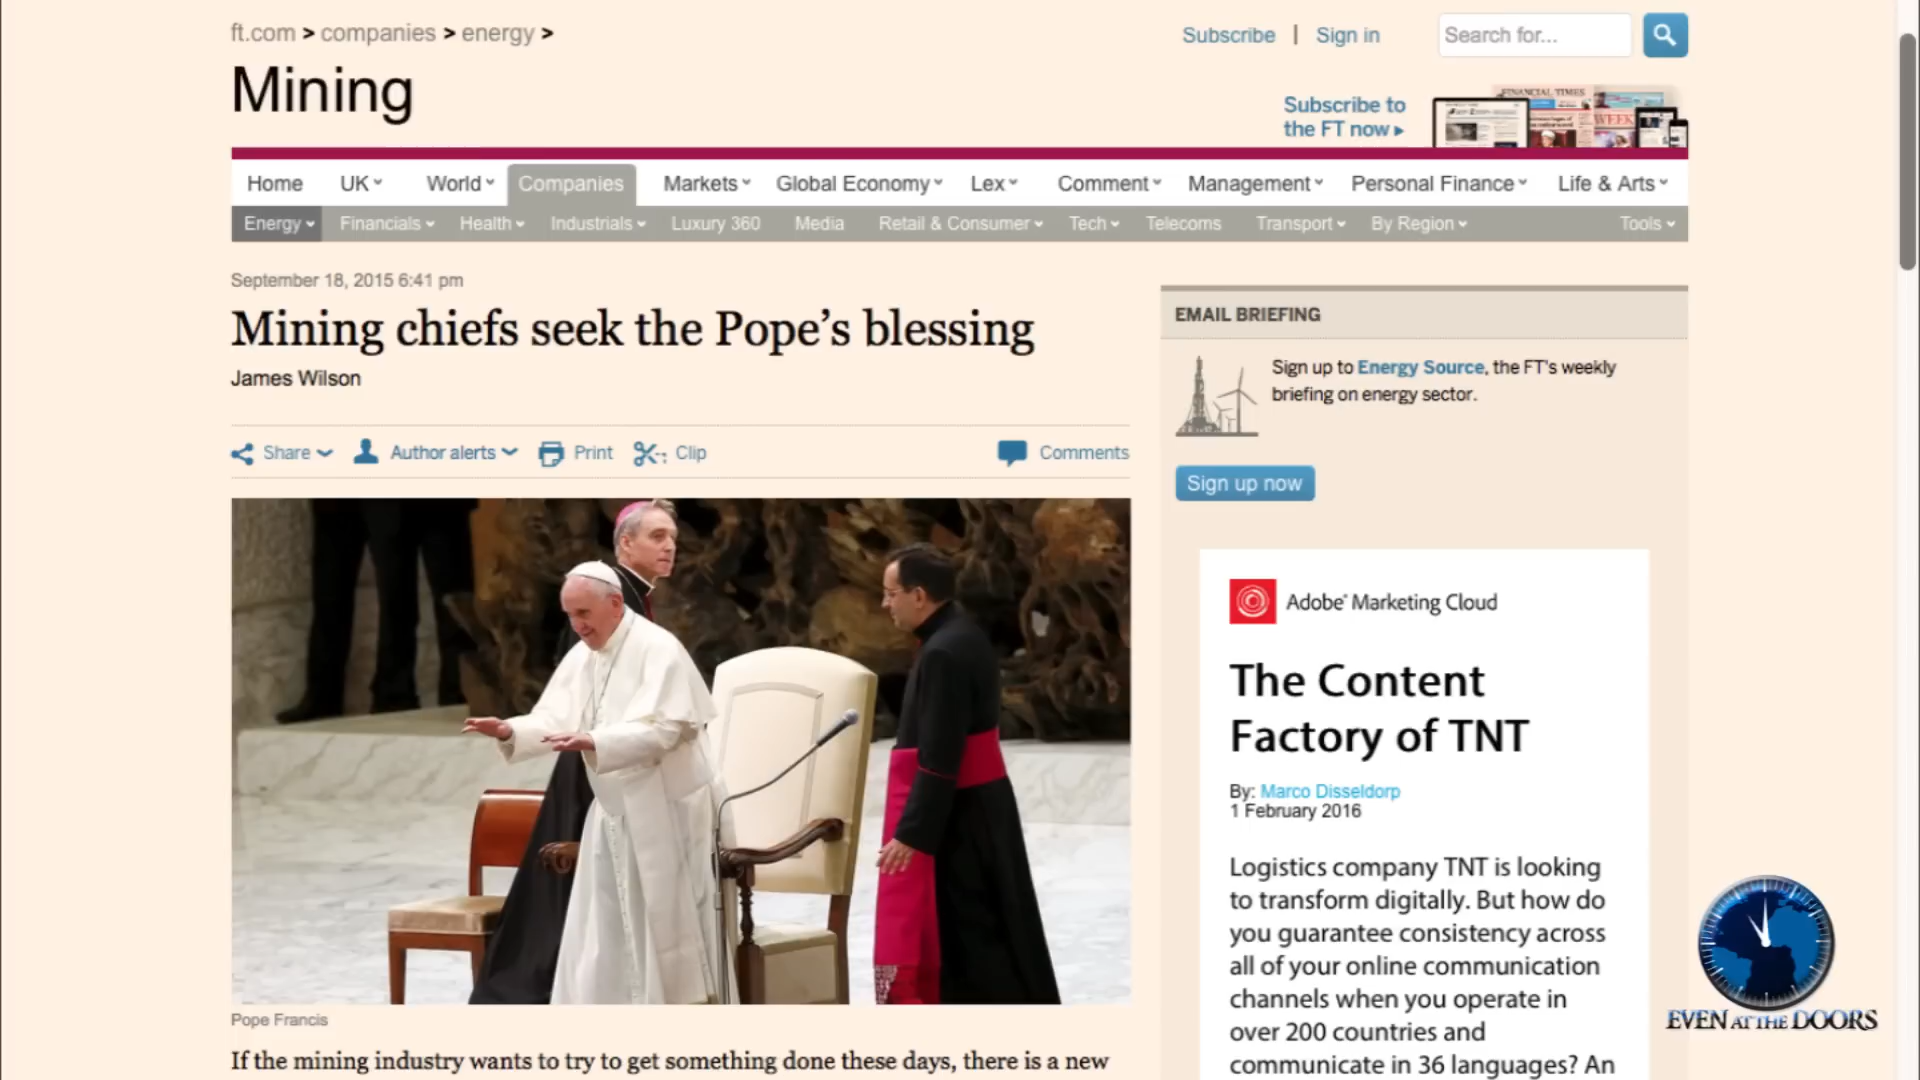 ft.com > companies > energy >
Subscribe | Sign in
Search for...
Mining
Subscribe to
the FT now
FINANCIAL TIMES
WEEK
Home UK World Companies Markets Global Economy Lex Comment Management Personal Finance Life & Arts
Energy Financials Health Industrials Luxury 360 Media Retail & Consumer Tech Telecoms Transport By Region Tools
September 18, 2015 6:41 pm
Mining chiefs seek the Pope’s blessing
James Wilson
Share Author alerts Print Clip Comments
Pope Francis
If the mining industry wants to try to get something done these days, there is a new
EMAIL BRIEFING
Sign up to Energy Source, the FT's weekly
briefing on energy sector.
Sign up now
Adobe® Marketing Cloud
The Content
Factory of TNT
By: Marco Disseldorp
1 February 2016
Logistics company TNT is looking
to transform digitally. But how do
you guarantee consistency across
all of your online communication
channels when you operate in
over 200 countries and
communicate in 36 languages? An
EVEN AT THE DOORS